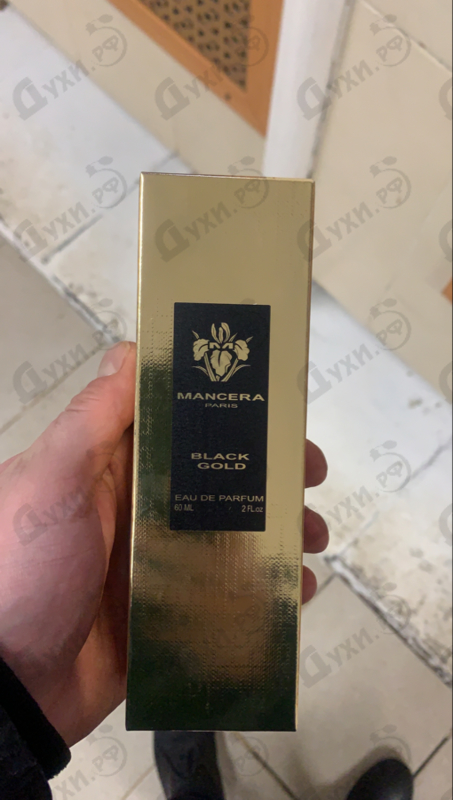 MANCERA
PARIS
BLACK
GOLD
EAU DE PARFUM
60 ML 2 FL.oz
Духи.РФ